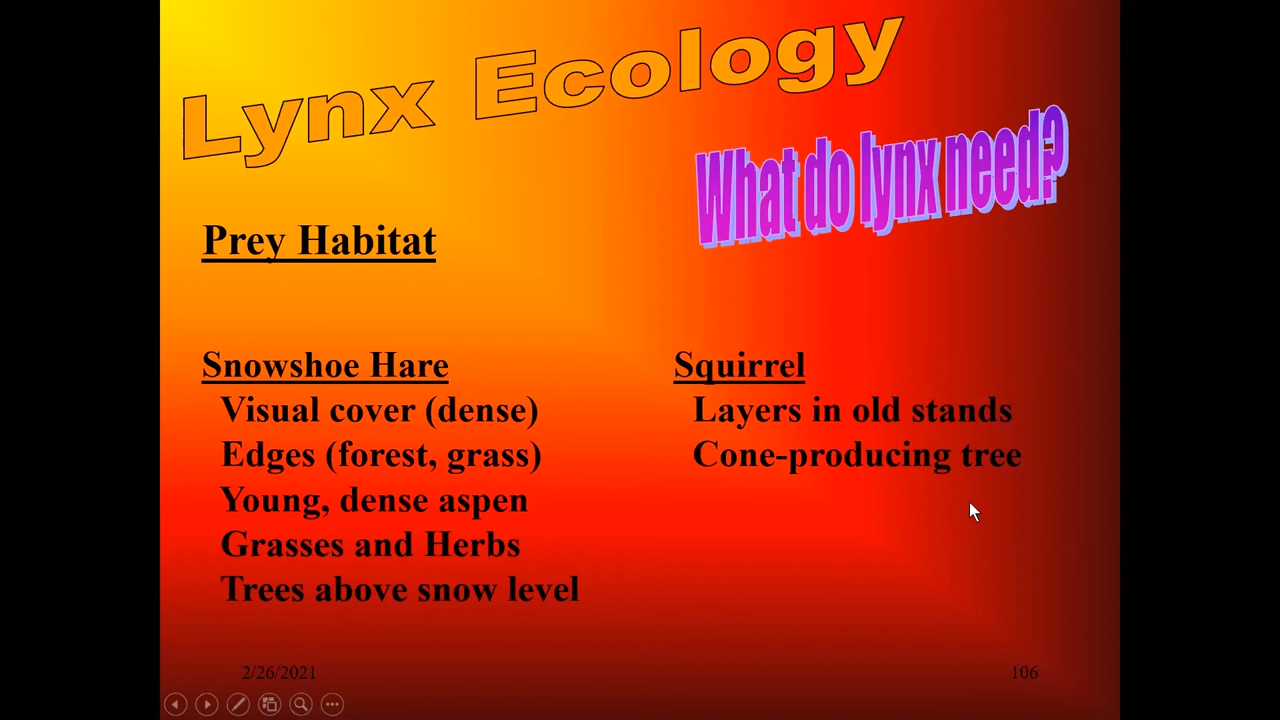 Lynx Ecology
What do lynx need?
Prey Habitat
Snowshoe Hare
Visual cover (dense)
Edges (forest, grass)
Young, dense aspen
Grasses and Herbs
Trees above snow level
Squirrel
Layers in old stands
Cone-producing tree
2/26/2021
106